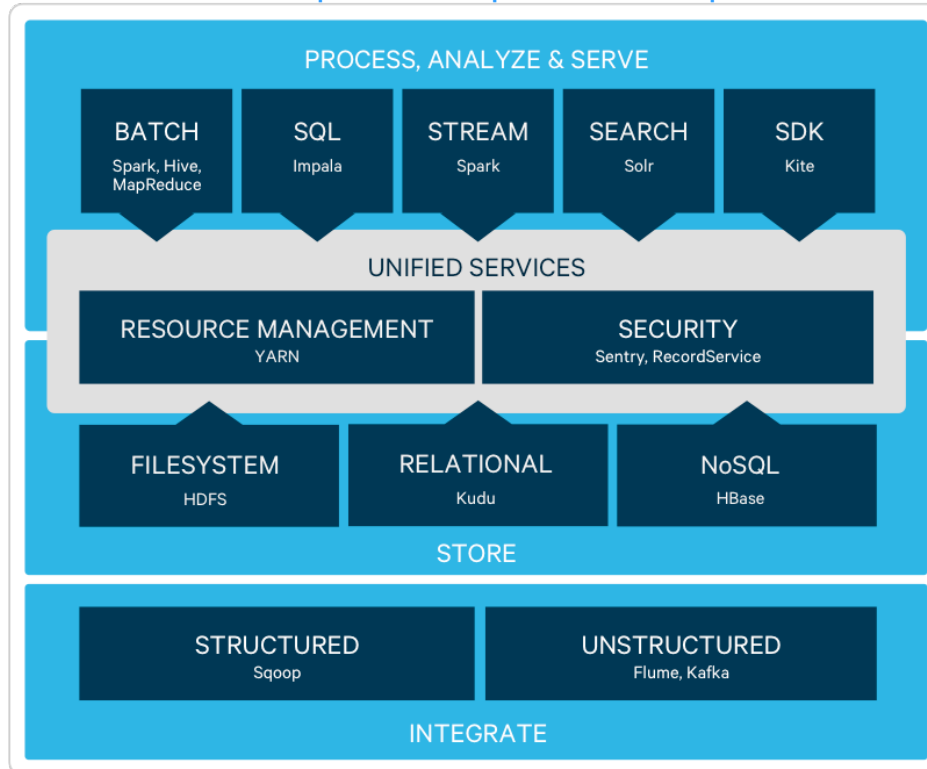 PROCESS, ANALYZE & SERVE
BATCH
Spark, Hive,
MapReduce
SQL
Impala
STREAM
Spark
SEARCH
Solr
SDK
Kite
UNIFIED SERVICES
RESOURCE MANAGEMENT
YARN
SECURITY
Sentry, RecordService
FILESYSTEM
HDFS
RELATIONAL
Kudu
NoSQL
HBase
STORE
STRUCTURED
Sqoop
UNSTRUCTURED
Flume, Kafka
INTEGRATE